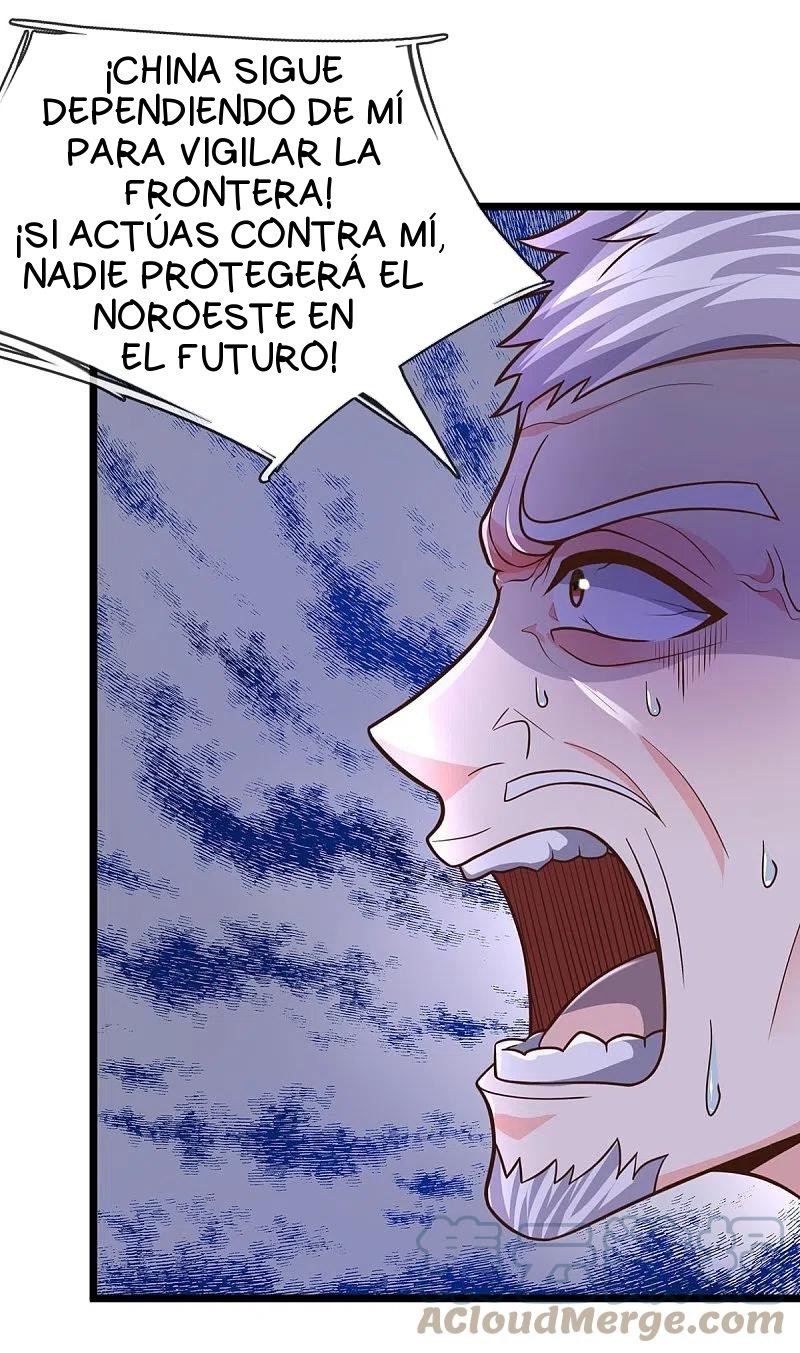 ¡CHINA SIGUE
DEPENDIENDO DE MÍ
PARA VIGILAR LA
FRONTERA!
¡SI ACTÚAS CONTRA MÍ,
NADIE PROTEGERÁ EL
NOROESTE EN
EL FUTURO!
ACloudMerge.com